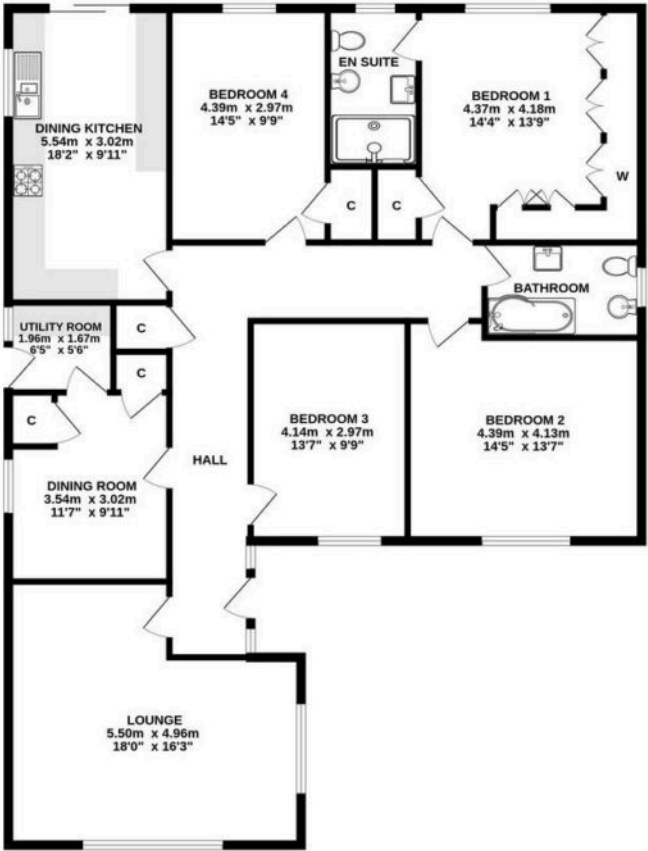 BEDROOM 4
4.39m x 2.97m
14'5" x 9'9"
EN SUITE
BEDROOM 1
4.37m x 4.18m
14'4" x 13'9"
DINING KITCHEN
5.54m x 3.02m
18'2" x 9'11"
W
C
C
BATHROOM
UTILITY ROOM
1.96m x 1.67m
6'5" x 5'6"
C
C
C
BEDROOM 3
4.14m x 2.97m
13'7" x 9'9"
BEDROOM 2
4.39m x 4.13m
14'5" x 13'7"
HALL
DINING ROOM
3.54m x 3.02m
11'7" x 9'11"
LOUNGE
5.50m x 4.96m
18'0" x 16'3"